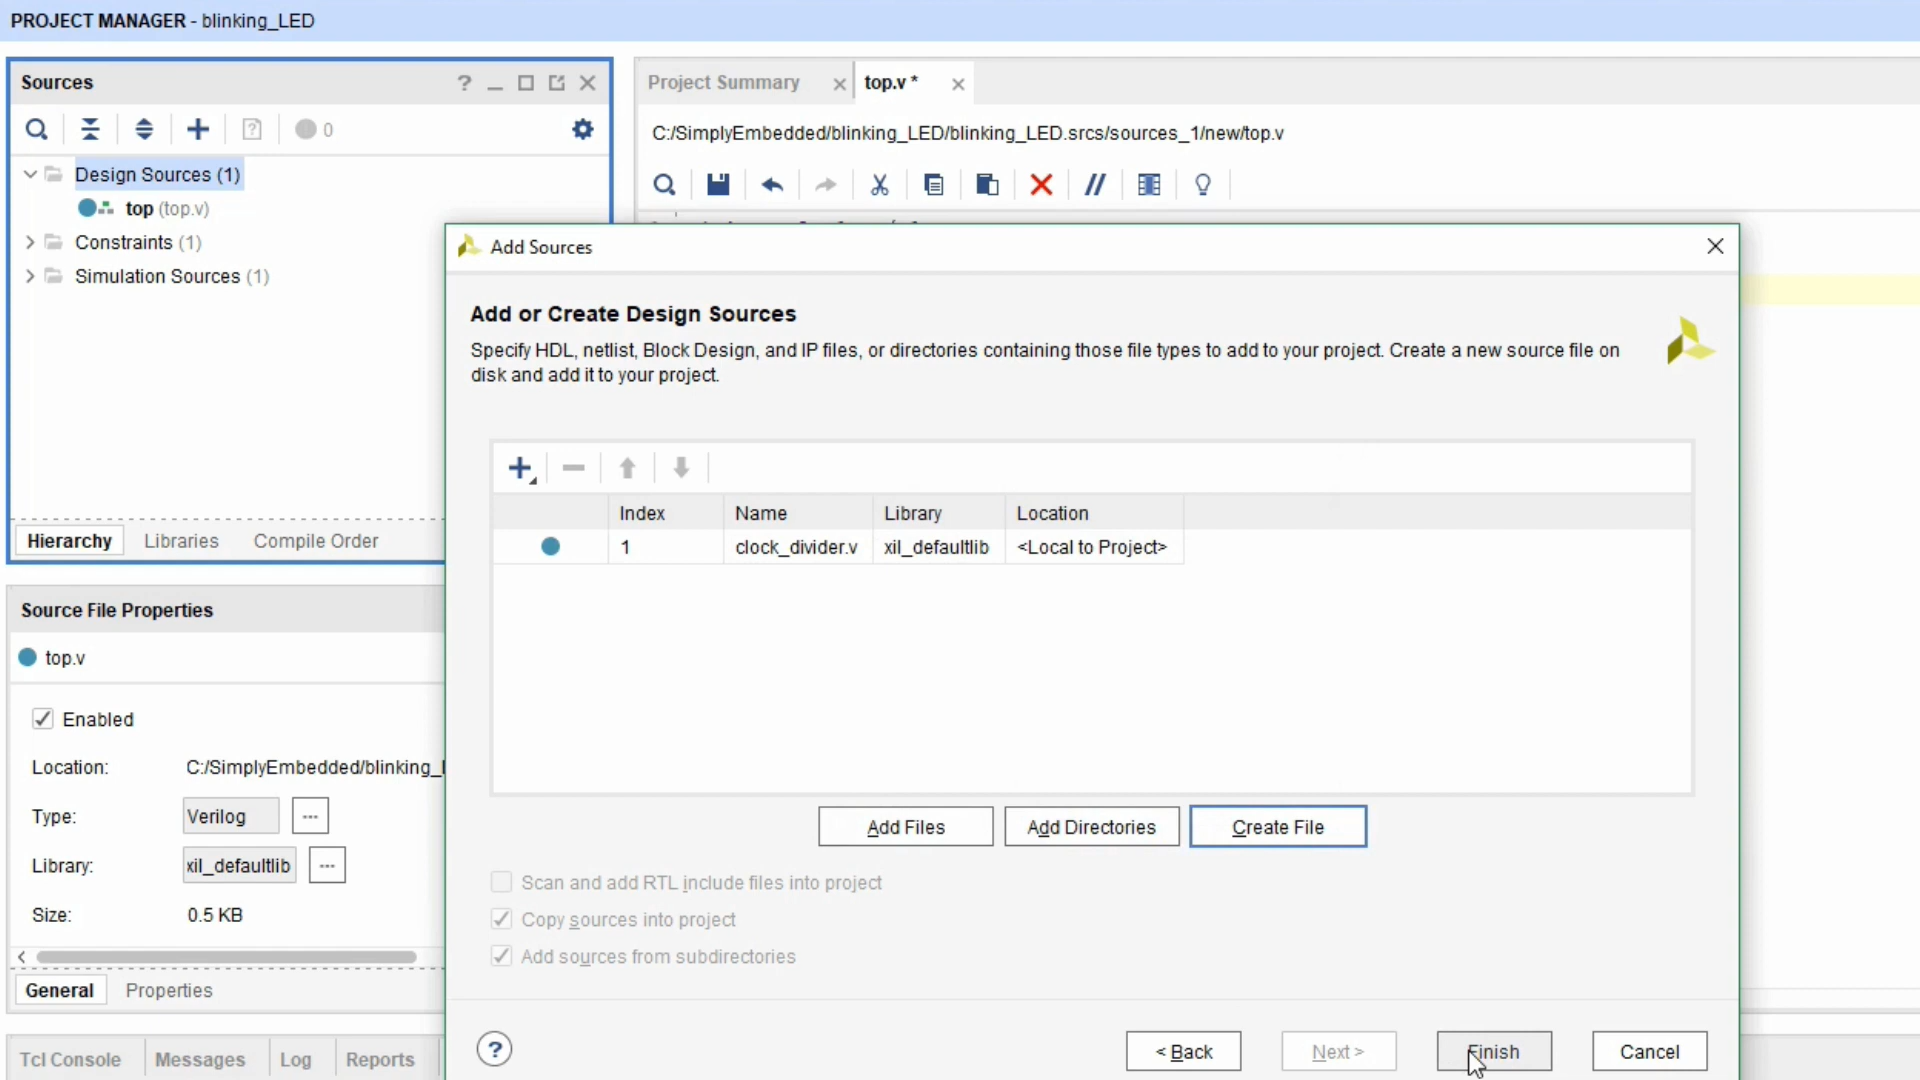 PROJECT MANAGER - blinking_LED
Sources
?
0
Design Sources (1)
top (top.v)
Constraints (1)
Simulation Sources (1)
Hierarchy Libraries Compile Order
Source File Properties
top.v
Enabled
Location: C:/SimplyEmbedded/blinking_l
Type: Verilog ...
Library: xil_defaultlib ...
Size: 0.5 KB
General Properties
Tcl Console Messages Log Reports
Project Summary top.v *
C:/SimplyEmbedded/blinking_LED/blinking_LED.srcs/sources_1/new/top.v
//
Add Sources
Add or Create Design Sources
Specify HDL, netlist, Block Design, and IP files, or directories containing those file types to add to your project. Create a new source file on
disk and add it to your project.
Index Name Library Location
1 clock_divider.v xil_defaultlib <Local to Project>
Add Files Add Directories Create File
Scan and add RTL include files into project
Copy sources into project
Add sources from subdirectories
? < Back Next > Finish Cancel